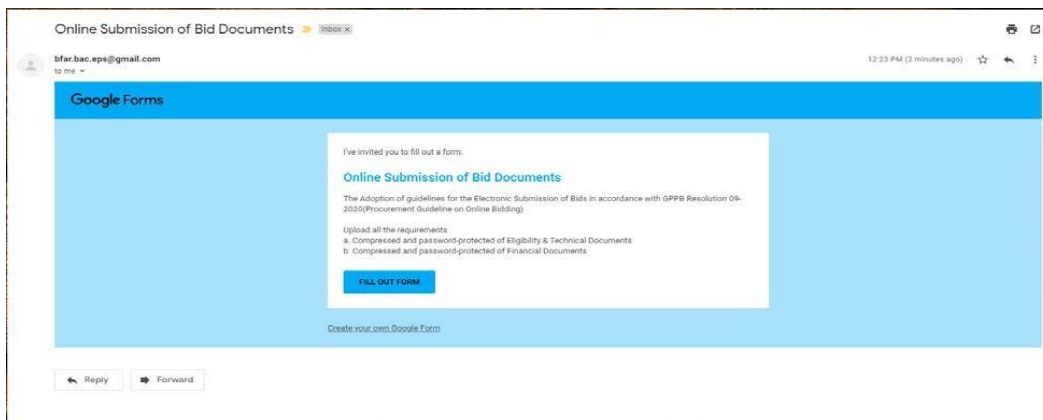 Online Submission of Bid Documents Inbox x
bfar.bac.eps@gmail.com 12:23 PM (2 minutes ago)
to me
Google Forms
I've invited you to fill out a form:
Online Submission of Bid Documents
The Adoption of guidelines for the Electronic Submission of Bids in accordance with GPPB Resolution 09-
2020(Procurement Guideline on Online Bidding)
Upload all the requirements
a. Compressed and password-protected of Eligibility & Technical Documents
b. Compressed and password-protected of Financial Documents
FILL OUT FORM
Create your own Google Form
Reply Forward